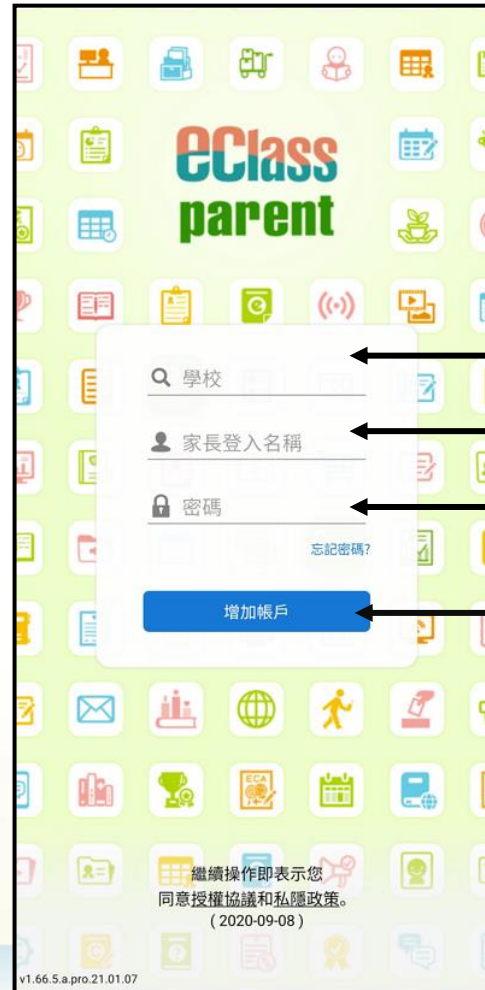 eClass
parent
學校
家長登入名稱
密碼
忘記密碼?
增加帳戶
ECA
繼續操作即表示您
同意授權協議和私隱政策。
( 2020-09-08 )
v1.66.5.a.pro.21.01.07